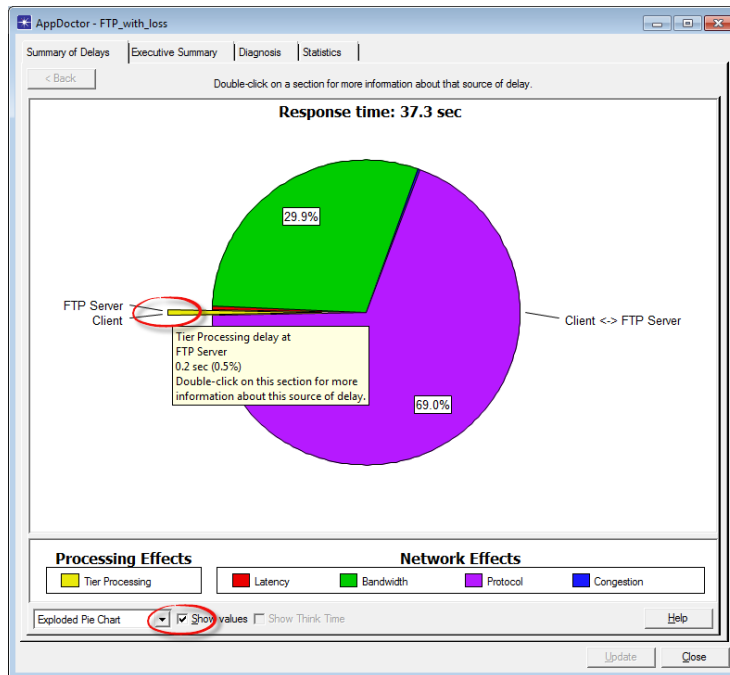 AppDoctor - FTP_with_loss
Summary of Delays Executive Summary Diagnosis Statistics
< Back
Double-click on a section for more information about that source of delay.
Response time: 37.3 sec
29.9%
FTP Server
Client
Client <-> FTP Server
Tier Processing delay at
FTP Server
0.2 sec (0.5%)
Double-click on this section for more
information about this source of delay.
69.0%
Processing Effects Network Effects
Tier Processing Latency Bandwidth Protocol Congestion
Exploded Pie Chart Show values Show Think Time Help
Update Close